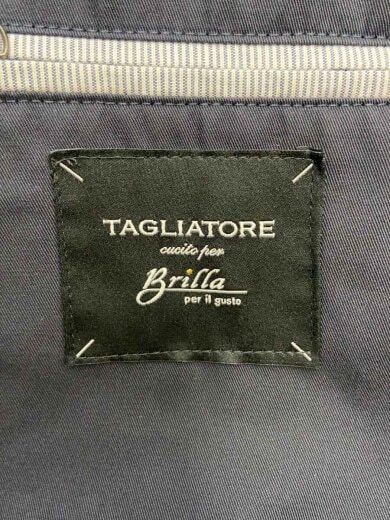 TAGLIATORE
cucito per
Brilla
per il gusto